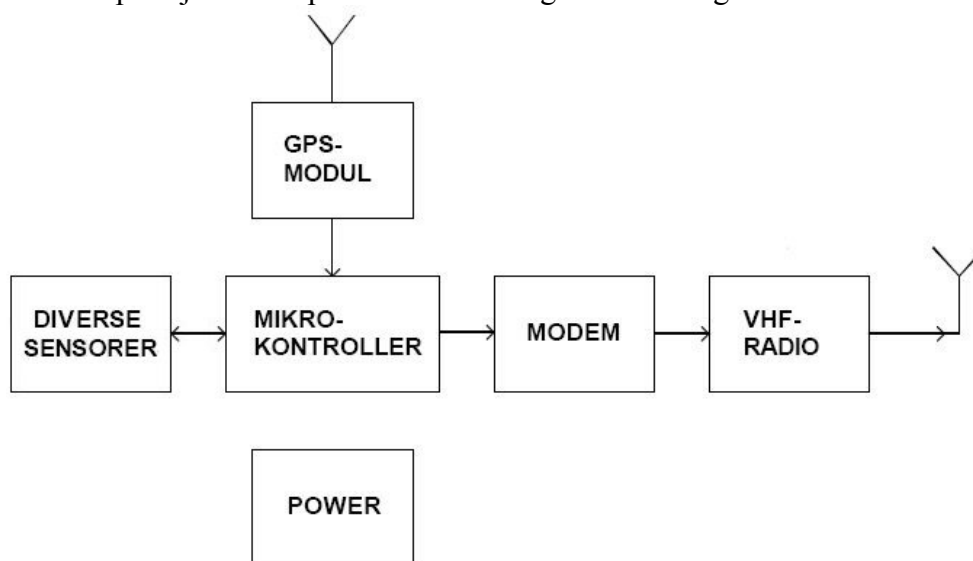 GPS-
MODUL
DIVERSE
SENSORER
MIKRO-
KONTROLLER
MODEM
VHF-
RADIO
POWER